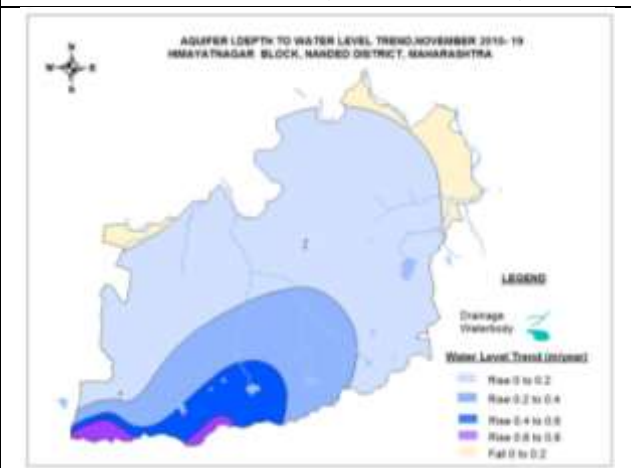 AQUIFER I,DEPTH TO WATER LEVEL TREND,NOVEMBER 2010- 19
HIMAYATNAGAR BLOCK, NANDED DISTRICT, MAHARASHTRA
N
W E
S
LEGEND
Drainage
Waterbody
Water Level Trend (m/year)
Rise 0 to 0.2
Rise 0.2 to 0.4
Rise 0.4 to 0.6
Rise 0.6 to 0.8
Fall 0 to 0.2